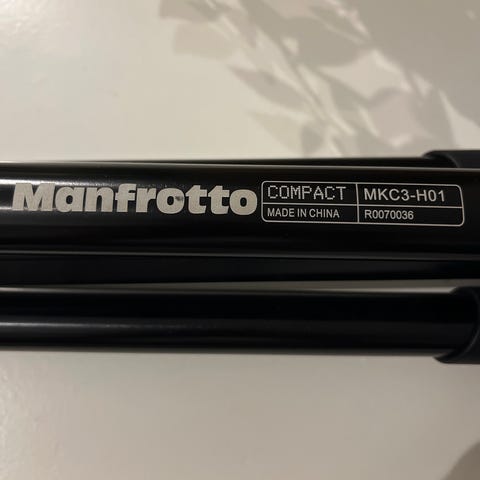 Manfrotto
COMPACT MKC3-H01
MADE IN CHINA R0070036